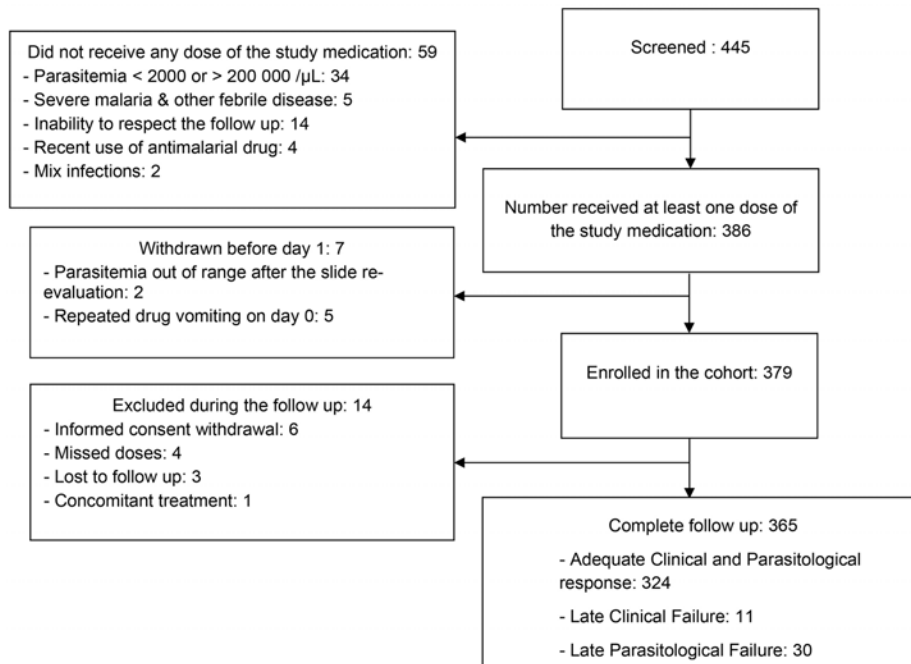 Screened : 445
Did not receive any dose of the study medication: 59
- Parasitemia < 2000 or > 200 000 /µL: 34
- Severe malaria & other febrile disease: 5
- Inability to respect the follow up: 14
- Recent use of antimalarial drug: 4
- Mix infections: 2
Number received at least one dose of
the study medication: 386
Withdrawn before day 1: 7
- Parasitemia out of range after the slide re-
evaluation: 2
- Repeated drug vomiting on day 0: 5
Enrolled in the cohort: 379
Excluded during the follow up: 14
- Informed consent withdrawal: 6
- Missed doses: 4
- Lost to follow up: 3
- Concomitant treatment: 1
Complete follow up: 365
- Adequate Clinical and Parasitological
response: 324
- Late Clinical Failure: 11
- Late Parasitological Failure: 30